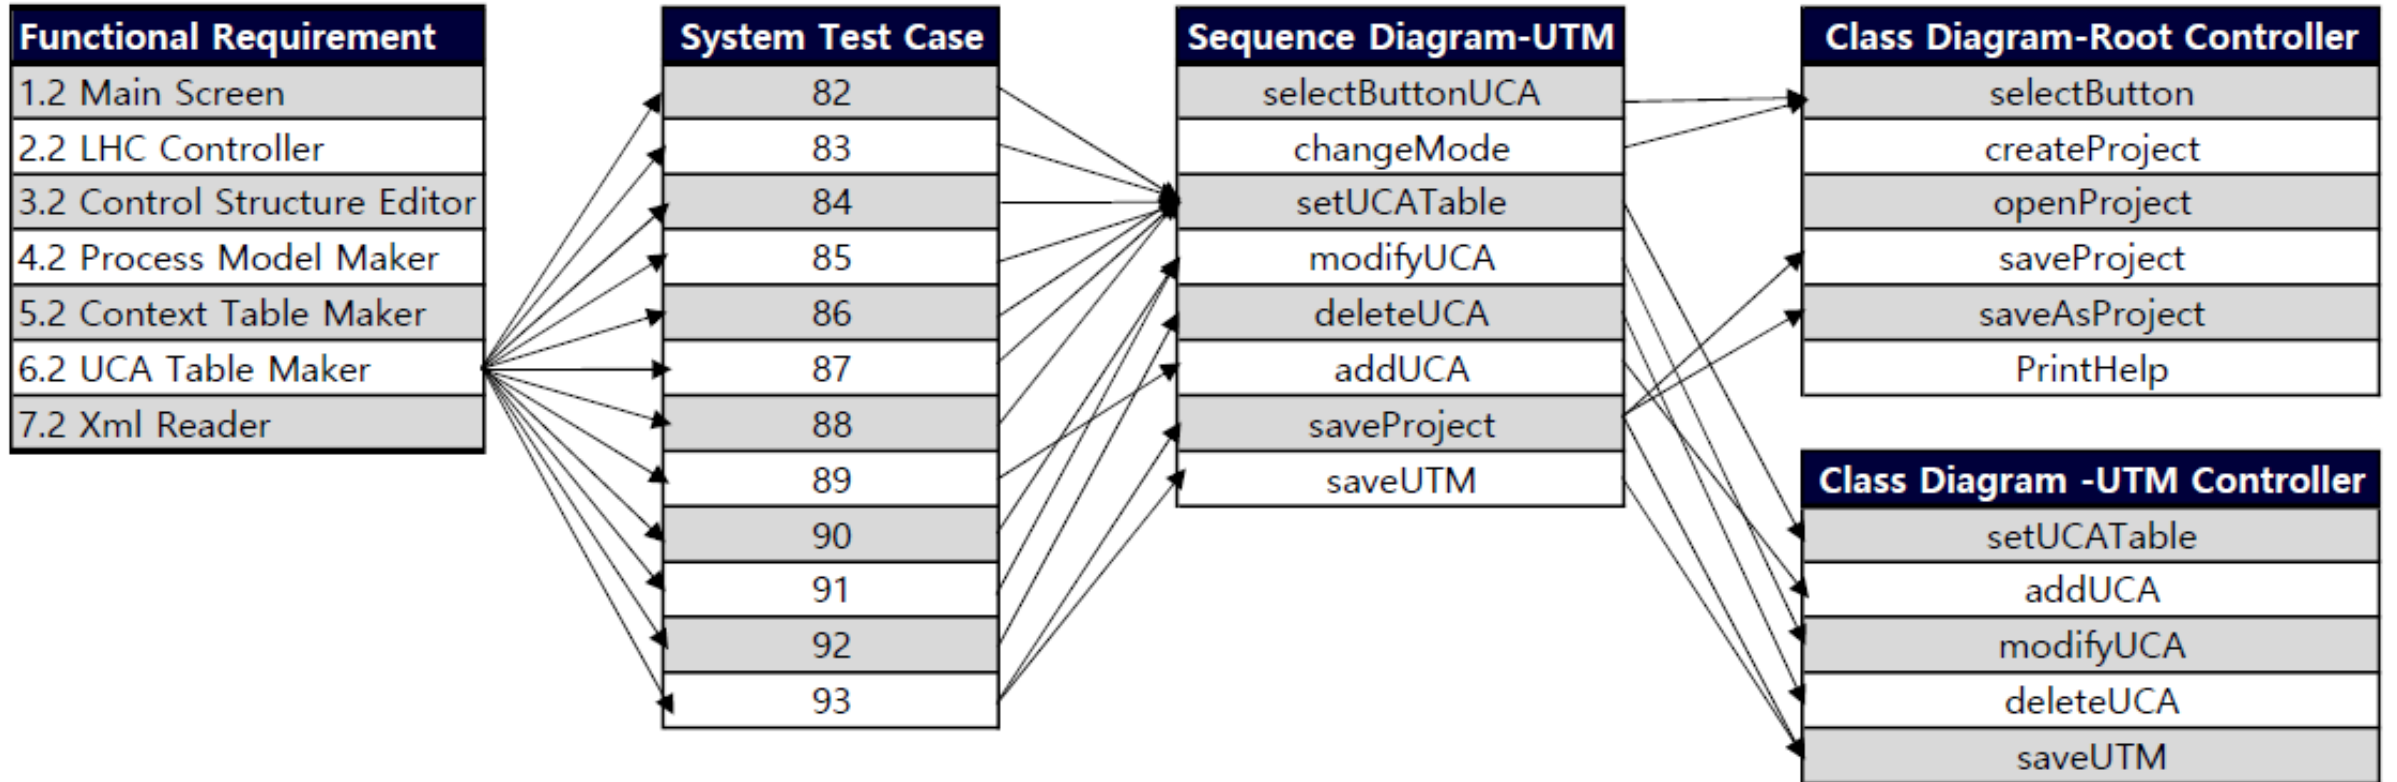 Functional Requirement
1.2 Main Screen
2.2 LHC Controller
3.2 Control Structure Editor
4.2 Process Model Maker
5.2 Context Table Maker
6.2 UCA Table Maker
7.2 Xml Reader
System Test Case
82
83
84
85
86
87
88
89
90
91
92
93
Sequence Diagram-UTM
selectButtonUCA
changeMode
setUCATable
modifyUCA
deleteUCA
addUCA
saveProject
saveUTM
Class Diagram-Root Controller
selectButton
createProject
openProject
saveProject
saveAsProject
PrintHelp
Class Diagram -UTM Controller
setUCATable
addUCA
modifyUCA
deleteUCA
saveUTM